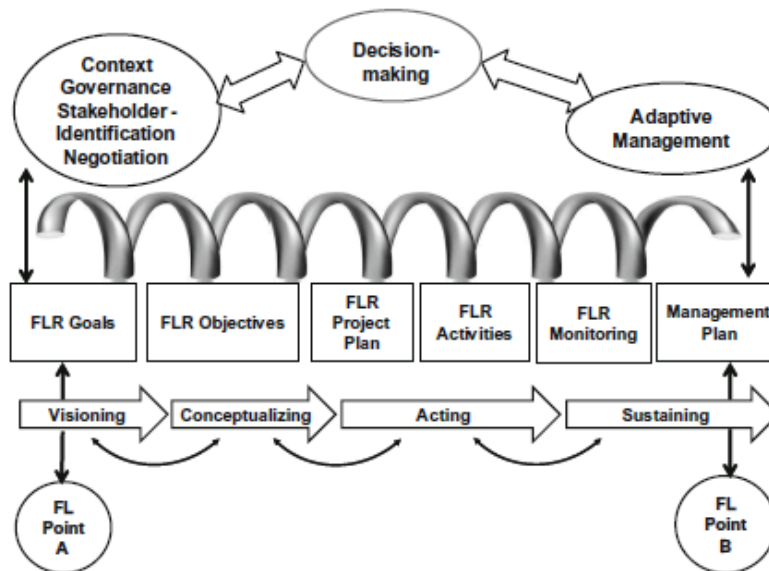 Context
Governance
Stakeholder -
Identification
Negotiation
Decision-
making
Adaptive
Management
FLR Goals
FLR Objectives
FLR
Project
Plan
FLR
Activities
FLR
Monitoring
Management
Plan
Visioning
Conceptualizing
Acting
Sustaining
FL
Point
A
FL
Point
B